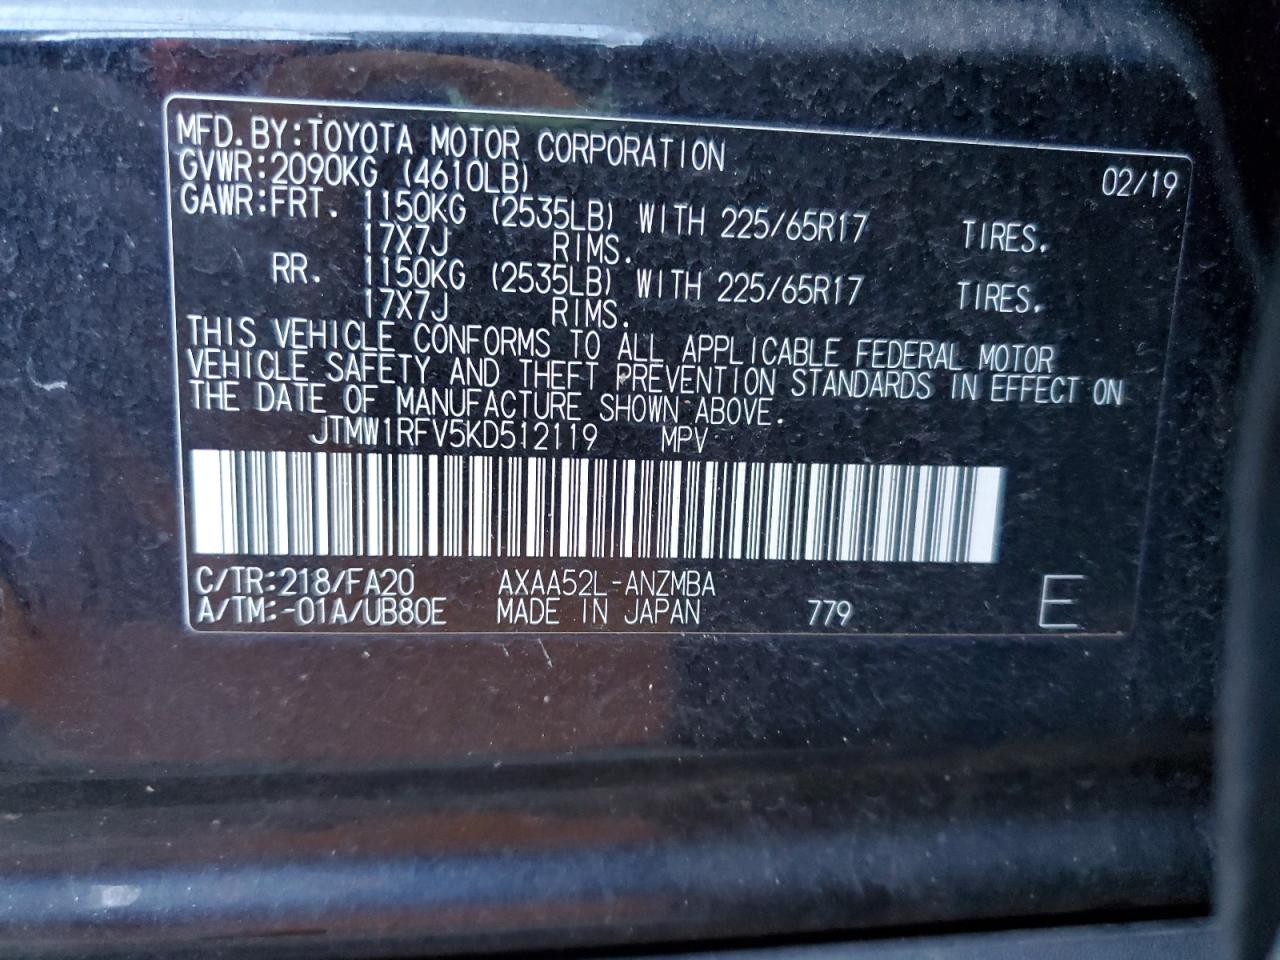 MFD.BY:TOYOTA MOTOR CORPORATION 02/19
GVWR:2090KG (4610LB)
GAWR:FRT. 1150KG (2535LB) WITH 225/65R17 TIRES.
17X7J RIMS.
RR. 1150KG (2535LB) WITH 225/65R17 TIRES.
17X7J RIMS.
THIS VEHICLE CONFORMS TO ALL APPLICABLE FEDERAL MOTOR
VEHICLE SAFETY AND THEFT PREVENTION STANDARDS IN EFFECT ON
THE DATE OF MANUFACTURE SHOWN ABOVE.
JTMW1RFV5KD512119 MPV
C/TR:218/FA20 AXAA52L-ANZMBA
A/TM:-01A/UB80E MADE IN JAPAN 779 E